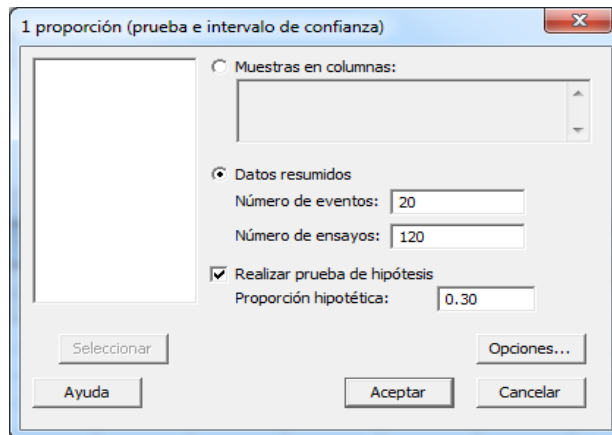 1 proporción (prueba e intervalo de confianza)
Muestras en columnas:
Datos resumidos
Número de eventos: 20
Número de ensayos: 120
Realizar prueba de hipótesis
Proporción hipotética: 0.30
Seleccionar
Opciones...
Ayuda
Aceptar
Cancelar